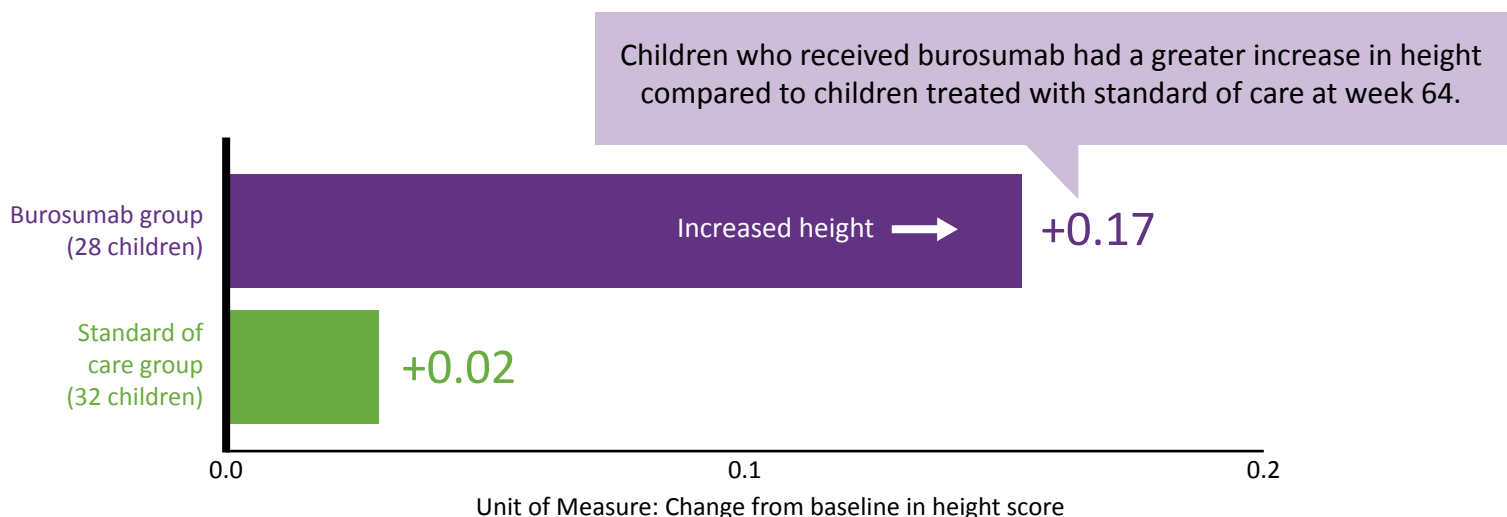 Children who received burosumab had a greater increase in height
compared to children treated with standard of care at week 64.
Burosumab group
(28 children)
Increased height
+0.17
Standard of
care group
(32 children)
+0.02
0.0
0.1
0.2
Unit of Measure: Change from baseline in height score